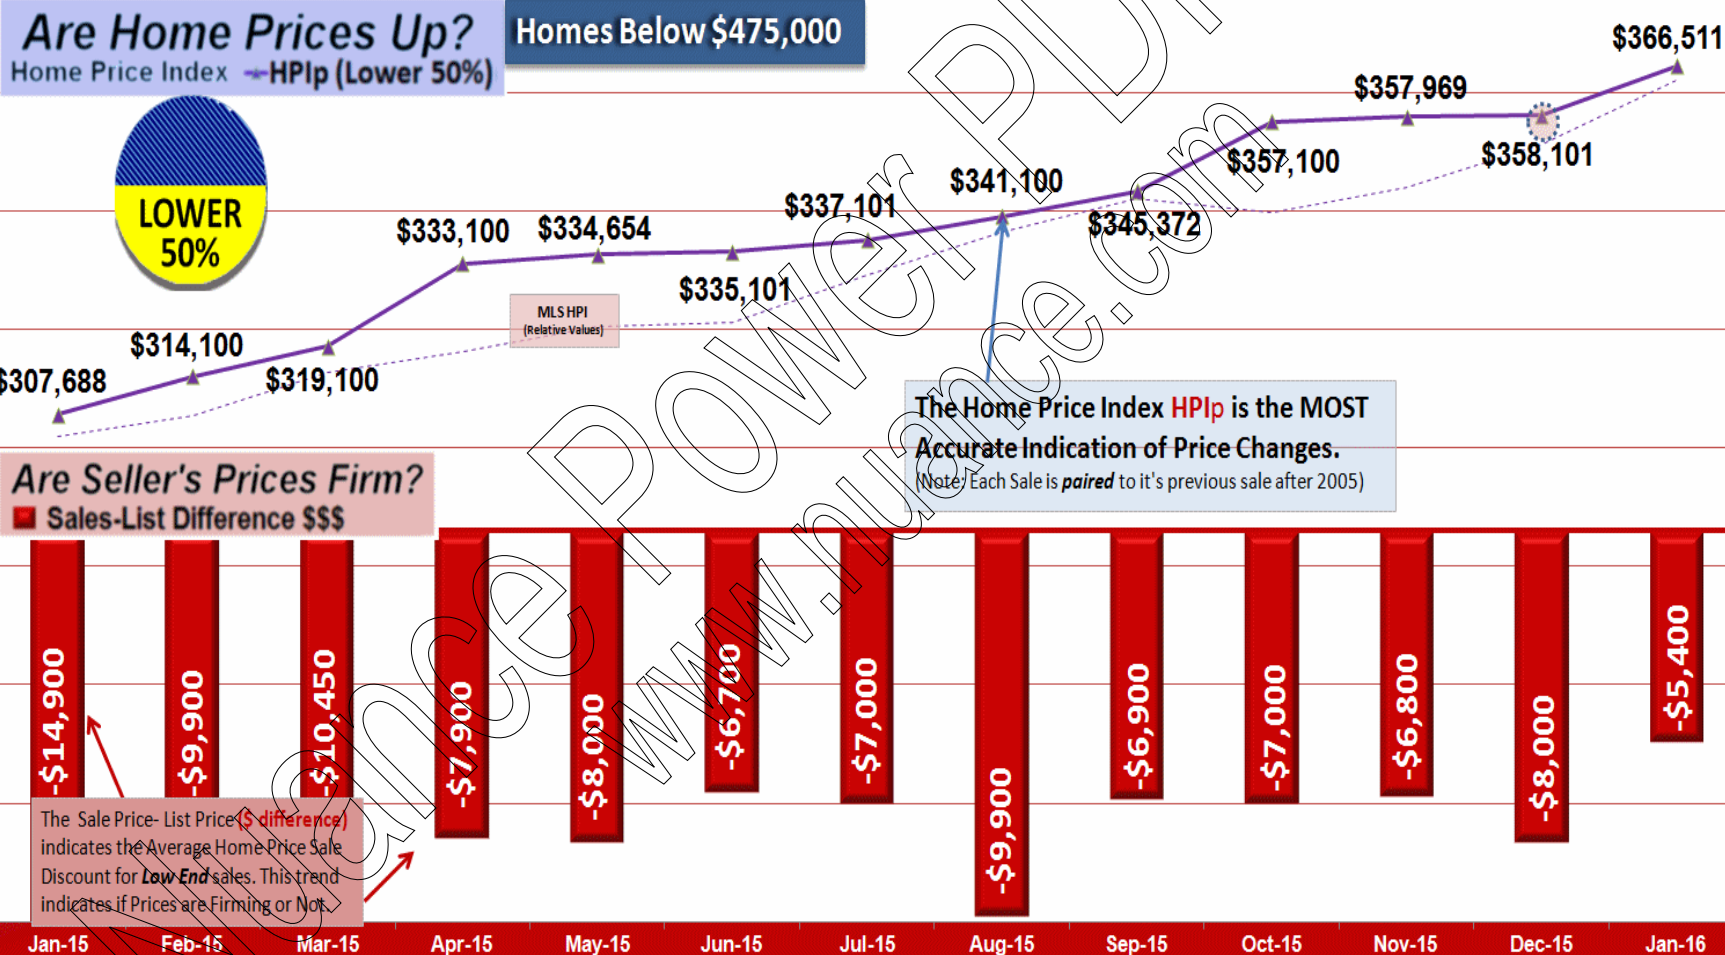 Are Home Prices Up?
Home Price Index HPIp (Lower 50%)
Homes Below $475,000
LOWER
50%
$307,688
$314,100
$319,100
$333,100
$334,654
$335,101
$337,101
$341,100
$345,372
$357,100
$357,969
$358,101
$366,511
MLS HPI
(Relative Values)
The Home Price Index HPIp is the MOST
Accurate Indication of Price Changes.
(Note: Each Sale is paired to it's previous sale after 2005)
Are Seller's Prices Firm?
Sales-List Difference $$$
-$14,900
-$9,900
-$10,450
-$7,900
-$8,000
-$6,700
-$7,000
-$9,900
-$6,900
-$7,000
-$6,800
-$8,000
-$5,400
The Sale Price- List Price ($ difference)
indicates the Average Home Price Sale
Discount for Low End sales. This trend
indicates if Prices are Firming or Not.
Jan-15 Feb-15 Mar-15 Apr-15 May-15 Jun-15 Jul-15 Aug-15 Sep-15 Oct-15 Nov-15 Dec-15 Jan-16
Nuance Power PD
www.nuance.com